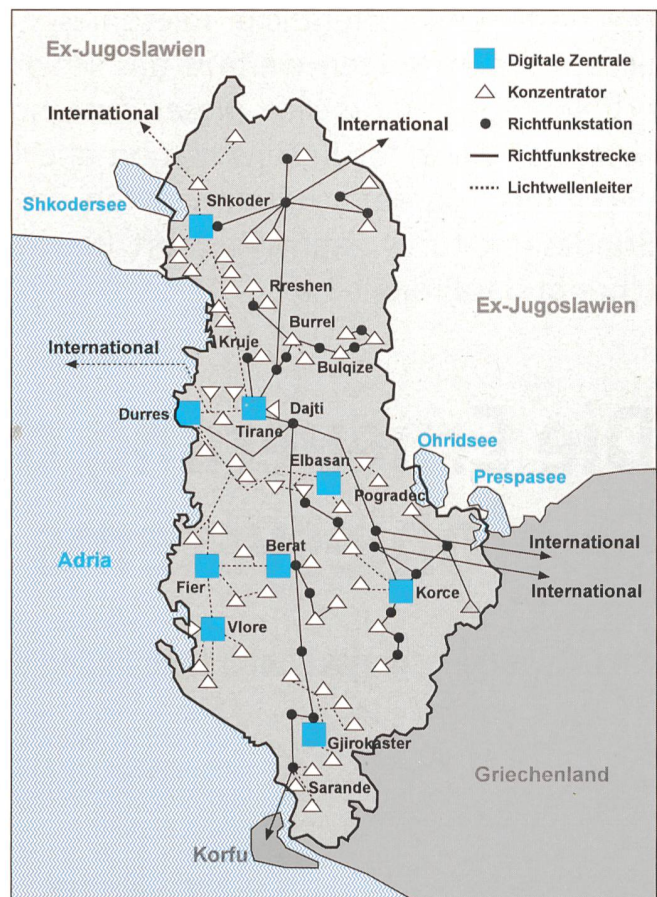 Ex-Jugoslawien
Digitale Zentrale
Konzentrator
Richtfunkstation
Richtfunkstrecke
Lichtwellenleiter
International
International
Shkodersee
Shkoder
Rreshen
Ex-Jugoslawien
Burrel
Kruje
International
Bulqize
Durres
Dajti
Tirane
Ohridsee
Elbasan
Prespasee
Pogradec
International
Berat
Adria
Fier
Korce
International
Vlore
Gjirokaster
Griechenland
Sarande
Korfu